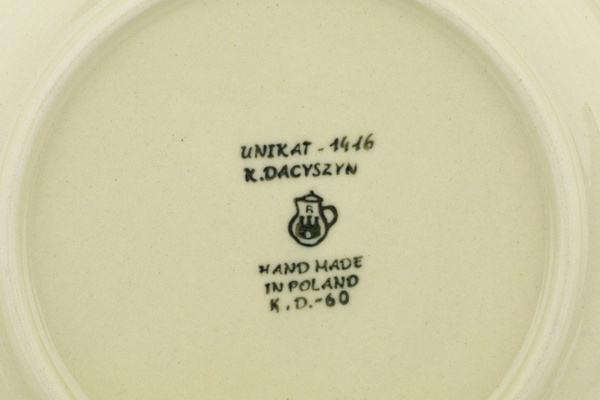 UNIKAT - 1416
K.DACYSZYN
HAND MADE
IN POLAND
K.D.-60